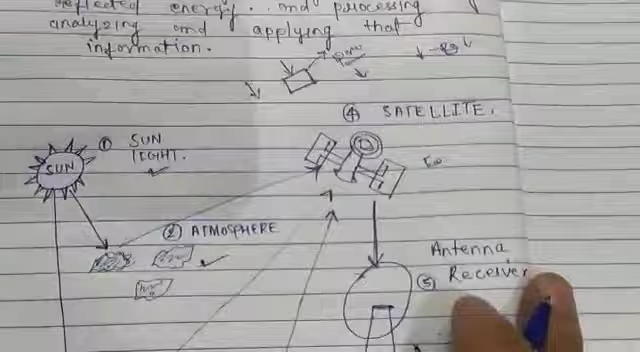 reflected energy. and processing
analyzing and applying that
information.
④ SATELLITE.
① SUN
LIGHT.
SUN
② ATMOSPHERE
Antenna
⑤ Receiver